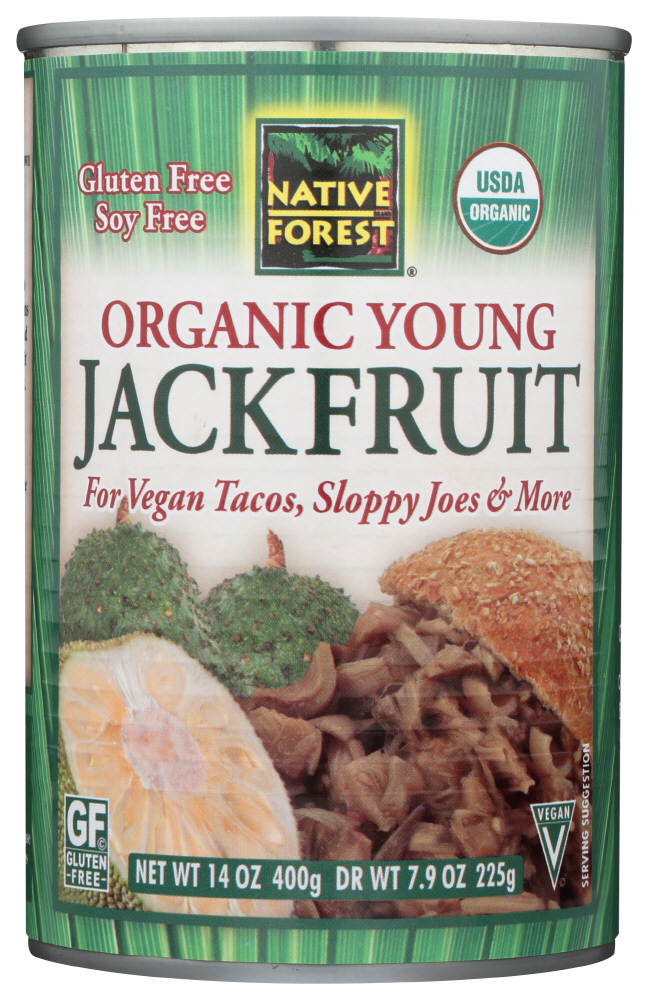 Gluten Free
Soy Free
NATIVE
FOREST
®
USDA
ORGANIC
ORGANIC YOUNG
JACKFRUIT
For Vegan Tacos, Sloppy Joes & More
GF
©
GLUTEN
-FREE-
NET WT 14 OZ 400g DR WT 7.9 OZ 225g
VEGAN
V
SERVING SUGGESTION